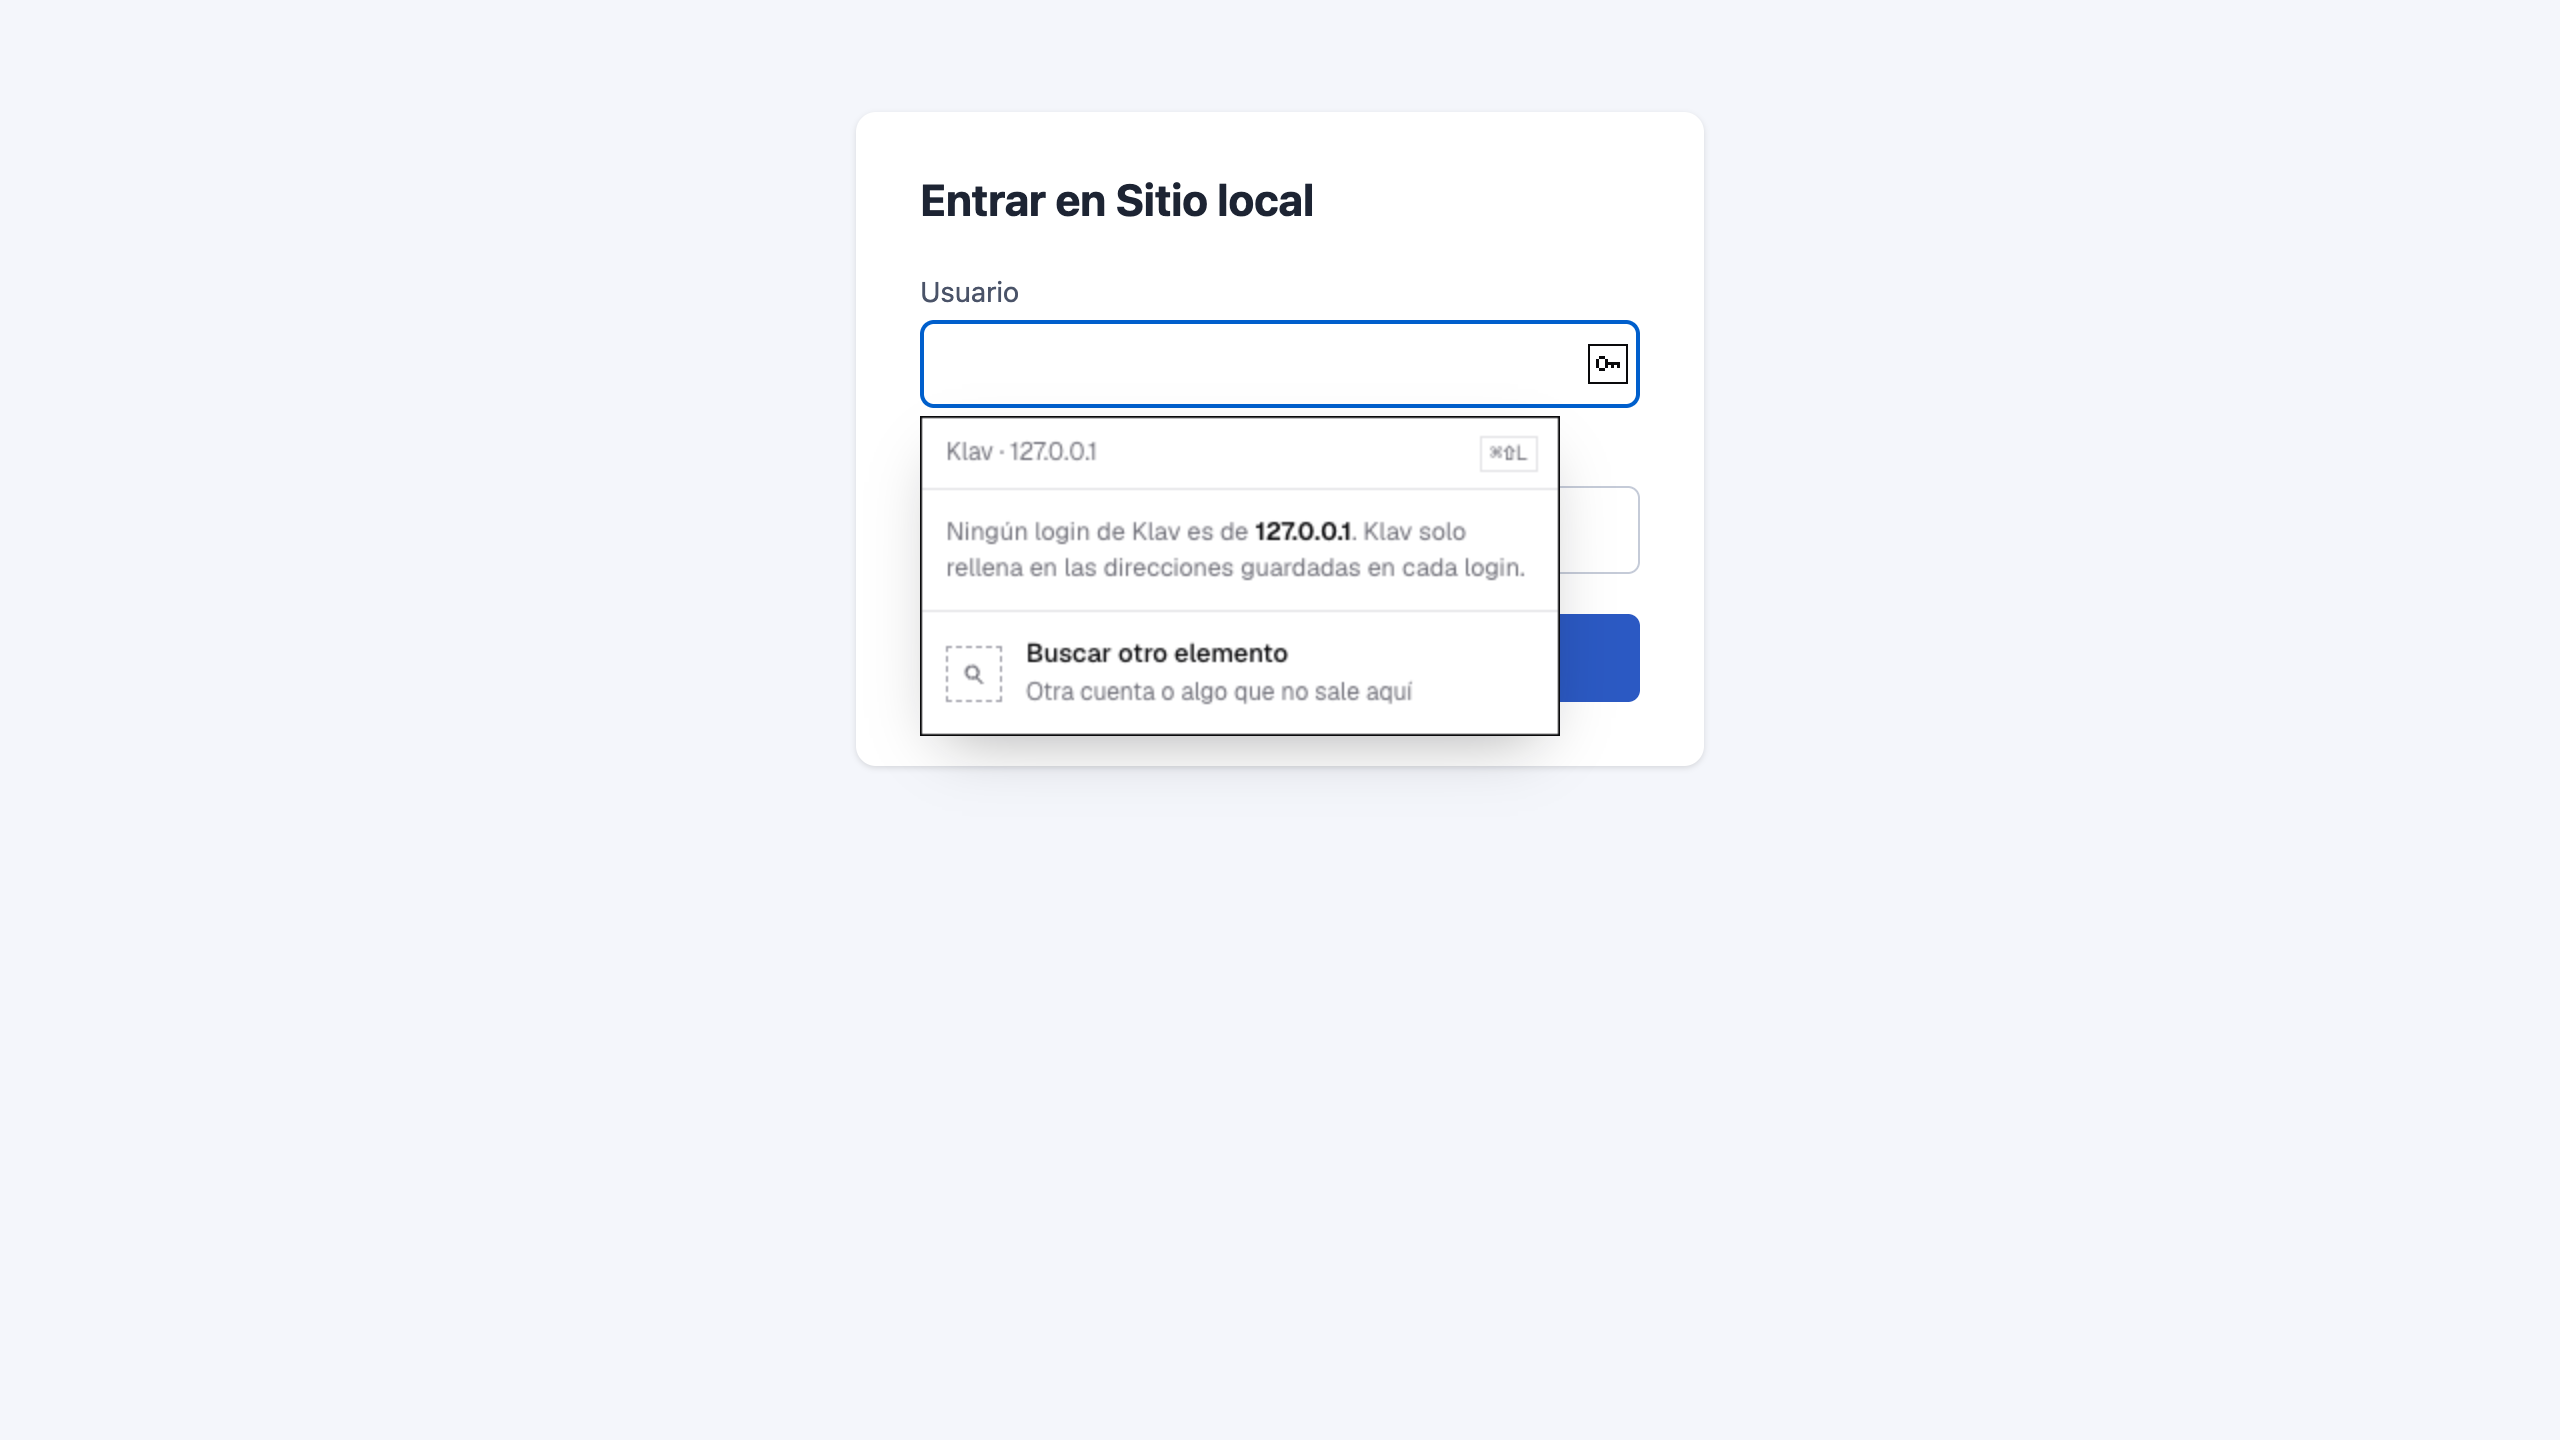 Entrar en Sitio local
Usuario
Klav · 127.0.0.1
⌘⇧L
Ningún login de Klav es de 127.0.0.1. Klav solo
rellena en las direcciones guardadas en cada login.
Buscar otro elemento
Otra cuenta o algo que no sale aquí